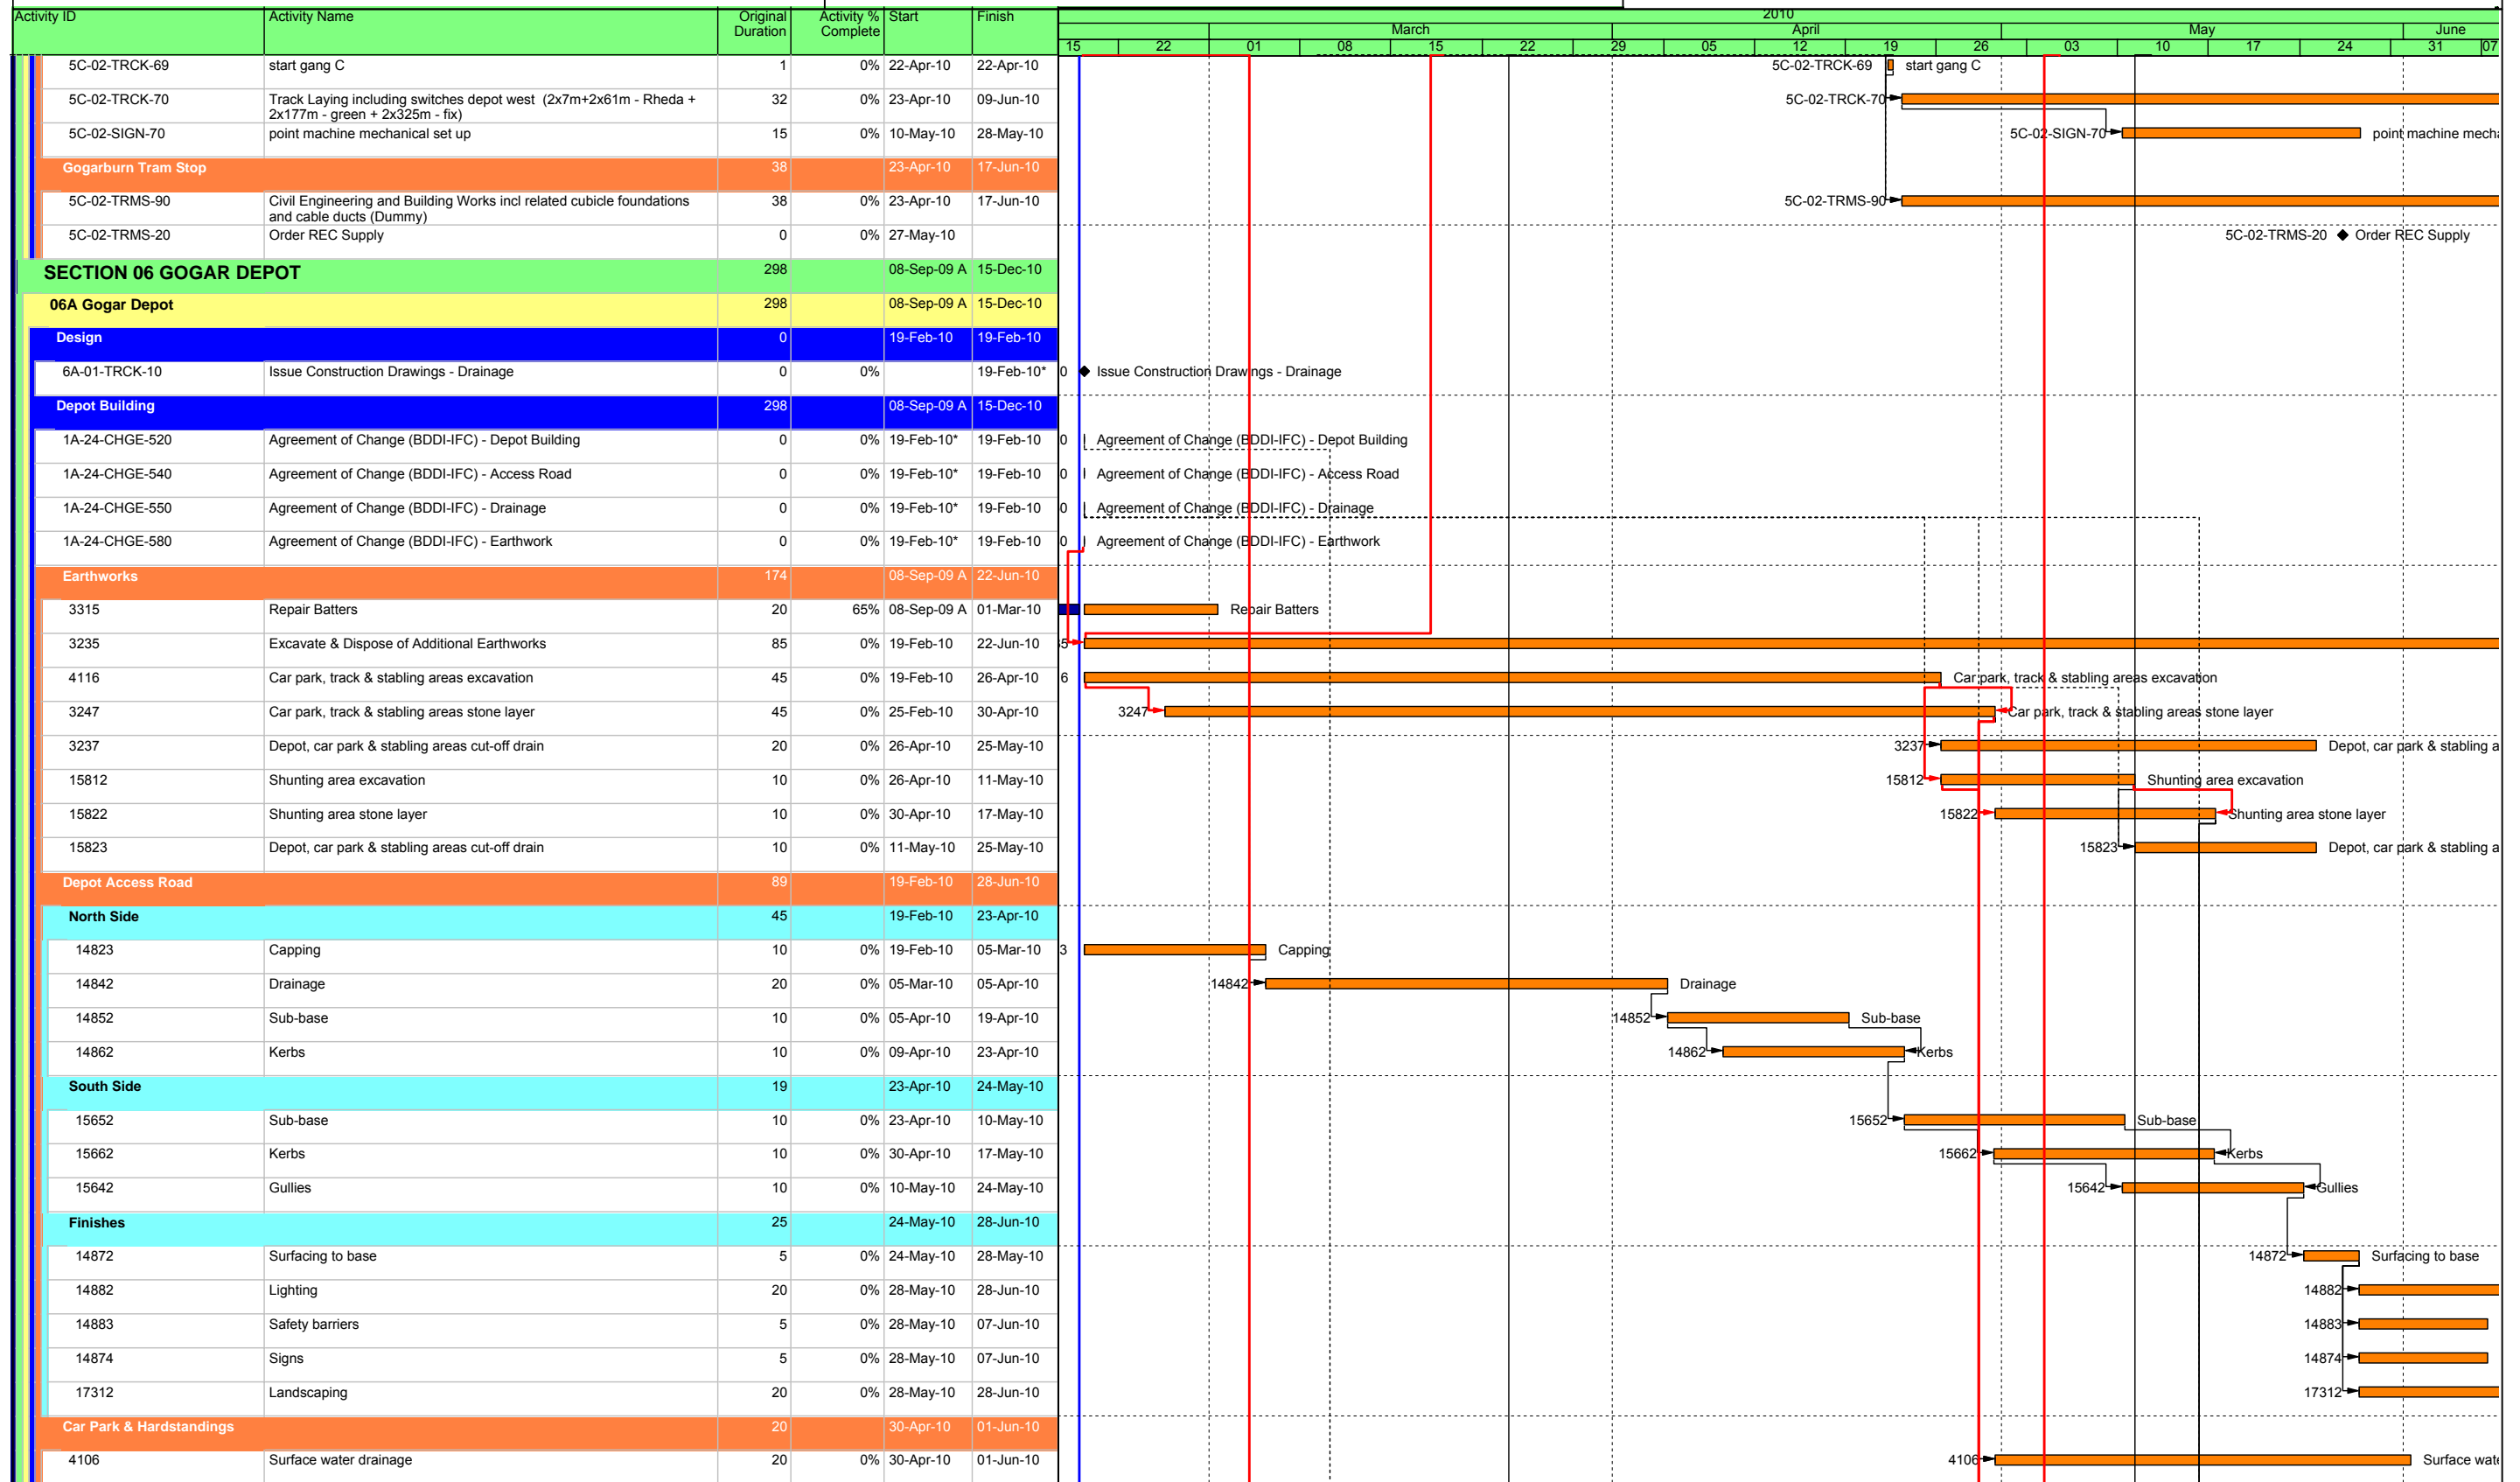 Activity ID Activity Name Original Duration Activity % Complete Start Finish
2010
March April May June
15 22 01 08 15 22 29 05 12 19 26 03 10 17 24 31 07
5C-02-TRCK-69 start gang C 1 0% 22-Apr-10 22-Apr-10 5C-02-TRCK-69 start gang C
5C-02-TRCK-70 Track Laying including switches depot west (2x7m+2x61m - Rheda + 32 0% 23-Apr-10 09-Jun-10 5C-02-TRCK-70
2x177m - green + 2x325m - fix)
5C-02-SIGN-70 point machine mechanical set up 15 0% 10-May-10 28-May-10 5C-02-SIGN-70 point machine mech
Gogarburn Tram Stop 38 23-Apr-10 17-Jun-10
5C-02-TRMS-90 Civil Engineering and Building Works incl related cubicle foundations 38 0% 23-Apr-10 17-Jun-10 5C-02-TRMS-90
and cable ducts (Dummy)
5C-02-TRMS-20 Order REC Supply 0 0% 27-May-10 5C-02-TRMS-20 Order REC Supply
SECTION 06 GOGAR DEPOT 298 08-Sep-09 A 15-Dec-10
06A Gogar Depot 298 08-Sep-09 A 15-Dec-10
Design 0 19-Feb-10 19-Feb-10
6A-01-TRCK-10 Issue Construction Drawings - Drainage 0 0% 19-Feb-10* 0 Issue Construction Drawings - Drainage
Depot Building 298 08-Sep-09 A 15-Dec-10
1A-24-CHGE-520 Agreement of Change (BDDI-IFC) - Depot Building 0 0% 19-Feb-10* 19-Feb-10 0 Agreement of Change (BDDI-IFC) - Depot Building
1A-24-CHGE-540 Agreement of Change (BDDI-IFC) - Access Road 0 0% 19-Feb-10* 19-Feb-10 0 Agreement of Change (BDDI-IFC) - Access Road
1A-24-CHGE-550 Agreement of Change (BDDI-IFC) - Drainage 0 0% 19-Feb-10* 19-Feb-10 0 Agreement of Change (BDDI-IFC) - Drainage
1A-24-CHGE-580 Agreement of Change (BDDI-IFC) - Earthwork 0 0% 19-Feb-10* 19-Feb-10 0 Agreement of Change (BDDI-IFC) - Earthwork
Earthworks 174 08-Sep-09 A 22-Jun-10
3315 Repair Batters 20 65% 08-Sep-09 A 01-Mar-10 Repair Batters
3235 Excavate & Dispose of Additional Earthworks 85 0% 19-Feb-10 22-Jun-10 5
4116 Car park, track & stabling areas excavation 45 0% 19-Feb-10 26-Apr-10 6 Car park, track & stabling areas excavation
3247 Car park, track & stabling areas stone layer 45 0% 25-Feb-10 30-Apr-10 3247 Car park, track & stabling areas stone layer
3237 Depot, car park & stabling areas cut-off drain 20 0% 26-Apr-10 25-May-10 3237 Depot, car park & stabling a
15812 Shunting area excavation 10 0% 26-Apr-10 11-May-10 15812 Shunting area excavation
15822 Shunting area stone layer 10 0% 30-Apr-10 17-May-10 15822 Shunting area stone layer
15823 Depot, car park & stabling areas cut-off drain 10 0% 11-May-10 25-May-10 15823 Depot, car park & stabling a
Depot Access Road 89 19-Feb-10 28-Jun-10
North Side 45 19-Feb-10 23-Apr-10
14823 Capping 10 0% 19-Feb-10 05-Mar-10 3 Capping
14842 Drainage 20 0% 05-Mar-10 05-Apr-10 14842 Drainage
14852 Sub-base 10 0% 05-Apr-10 19-Apr-10 14852 Sub-base
14862 Kerbs 10 0% 09-Apr-10 23-Apr-10 14862 Kerbs
South Side 19 23-Apr-10 24-May-10
15652 Sub-base 10 0% 23-Apr-10 10-May-10 15652 Sub-base
15662 Kerbs 10 0% 30-Apr-10 17-May-10 15662 Kerbs
15642 Gullies 10 0% 10-May-10 24-May-10 15642 Gullies
Finishes 25 24-May-10 28-Jun-10
14872 Surfacing to base 5 0% 24-May-10 28-May-10 14872 Surfacing to base
14882 Lighting 20 0% 28-May-10 28-Jun-10 14882
14883 Safety barriers 5 0% 28-May-10 07-Jun-10 14883
14874 Signs 5 0% 28-May-10 07-Jun-10 14874
17312 Landscaping 20 0% 28-May-10 28-Jun-10 17312
Car Park & Hardstandings 20 30-Apr-10 01-Jun-10
4106 Surface water drainage 20 0% 30-Apr-10 01-Jun-10 4106 Surface wat